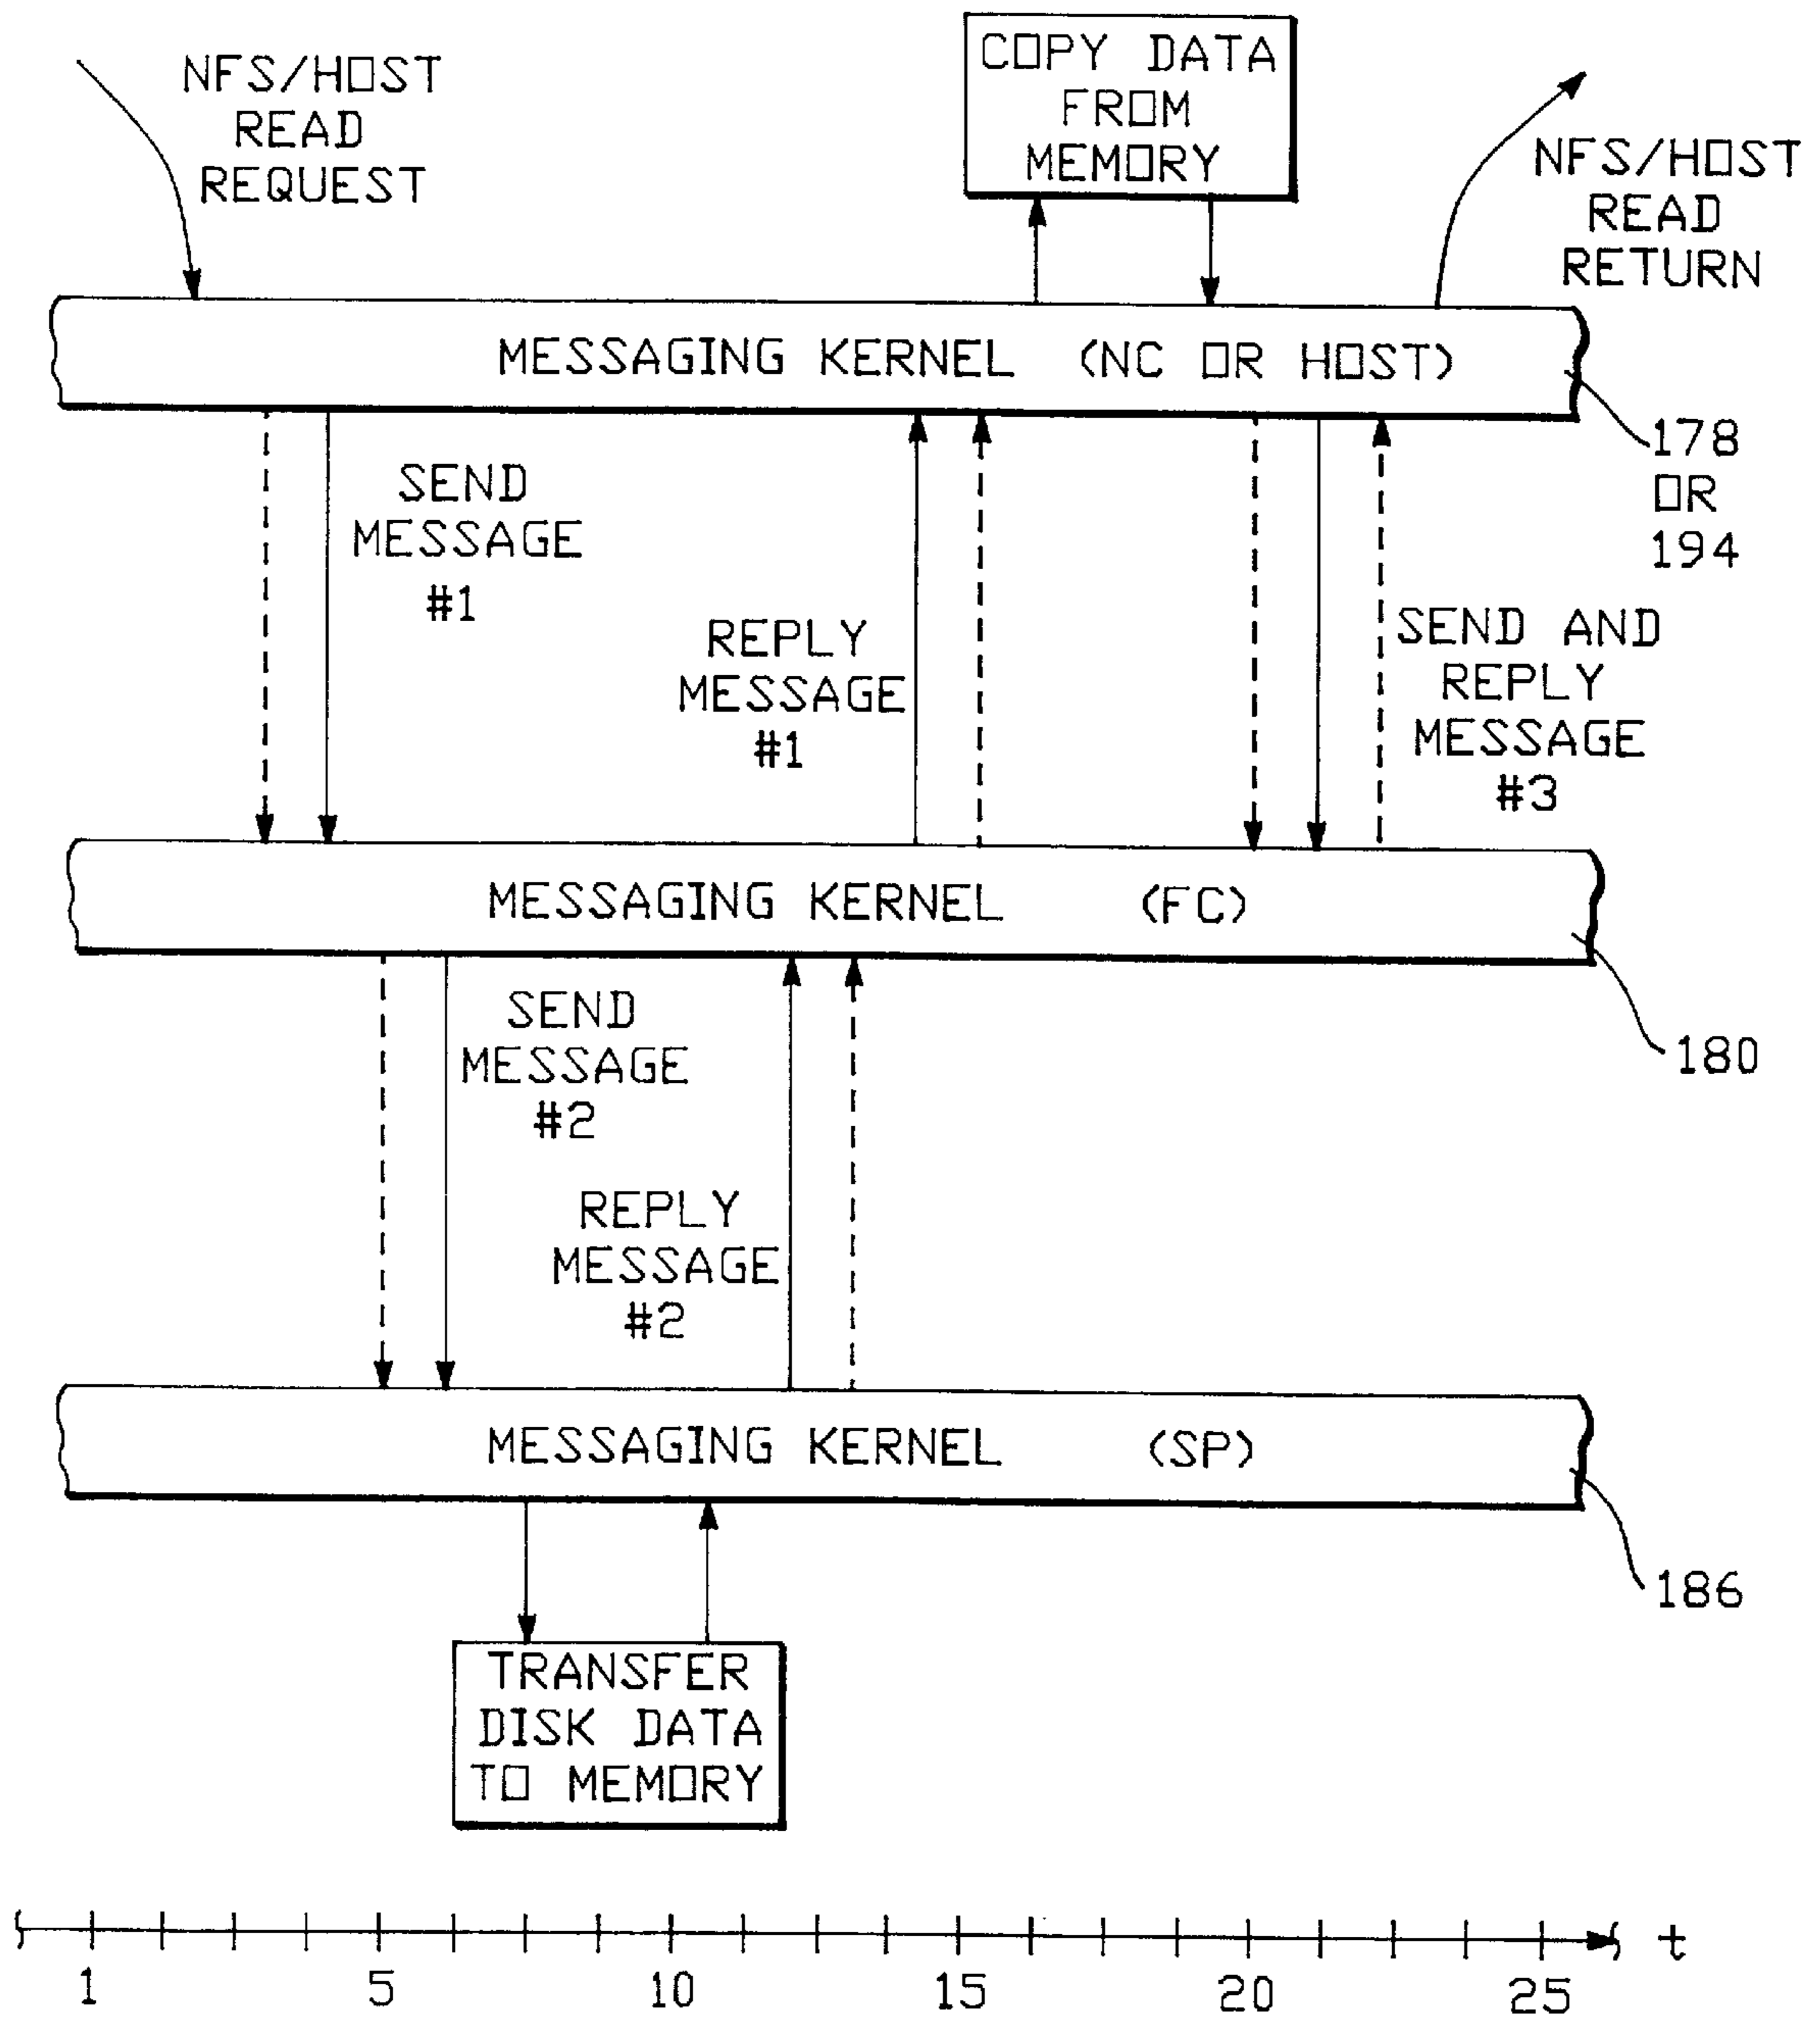 NFS/HOST
READ
REQUEST
COPY DATA
FROM
MEMORY
NFS/HOST
READ
RETURN
MESSAGING KERNEL (NC OR HOST)
178
OR
194
SEND
MESSAGE
#1
REPLY
MESSAGE
#1
SEND AND
REPLY
MESSAGE
#3
MESSAGING KERNEL (FC)
180
SEND
MESSAGE
#2
REPLY
MESSAGE
#2
MESSAGING KERNEL (SP)
186
TRANSFER
DISK DATA
TO MEMORY
t
1 5 10 15 20 25